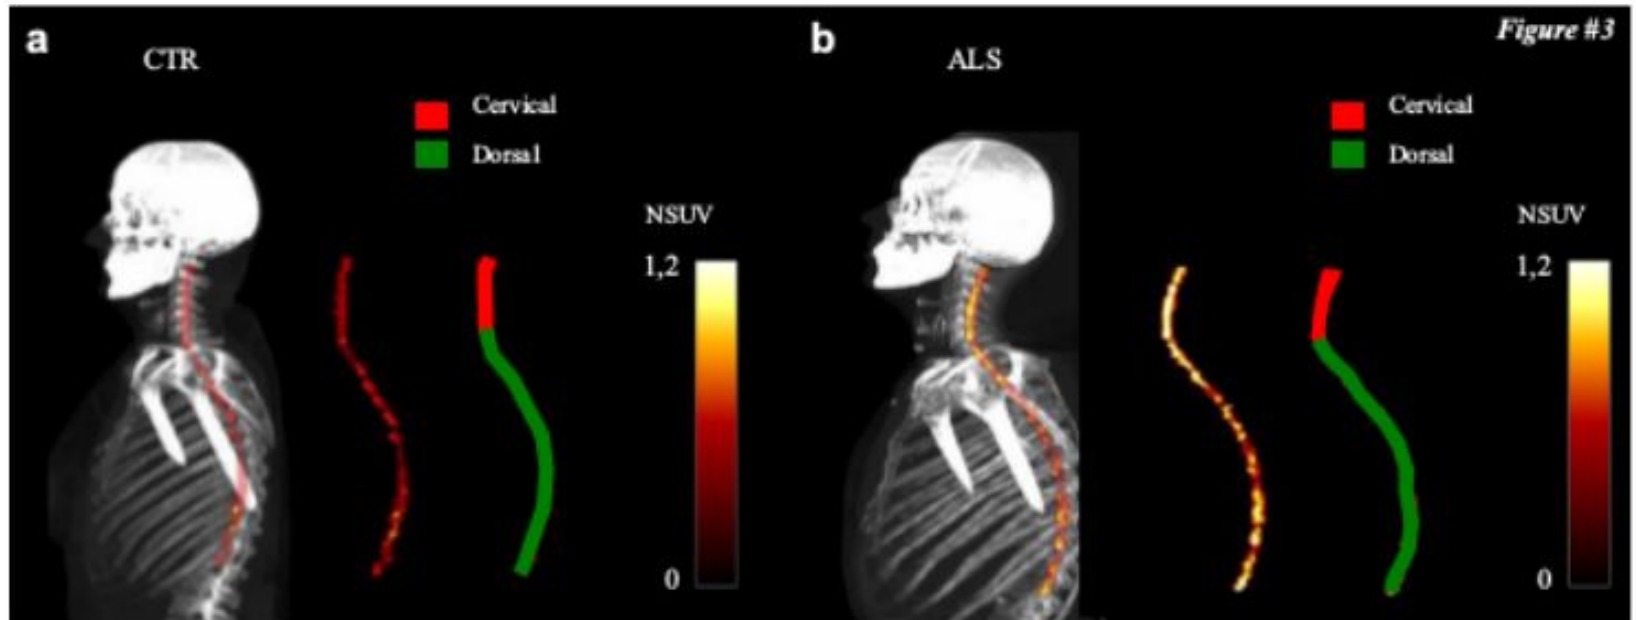 a
CTR
Cervical
Dorsal
NSUV
1,2
0
b
ALS
Figure #3
Cervical
Dorsal
NSUV
1,2
0